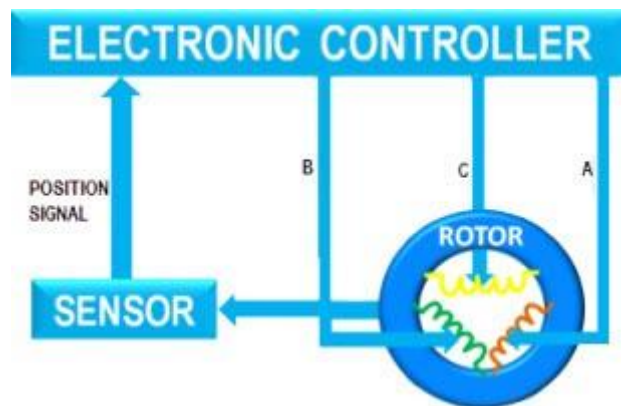 ELECTRONIC CONTROLLER
B
C
A
POSITION
SIGNAL
ROTOR
SENSOR